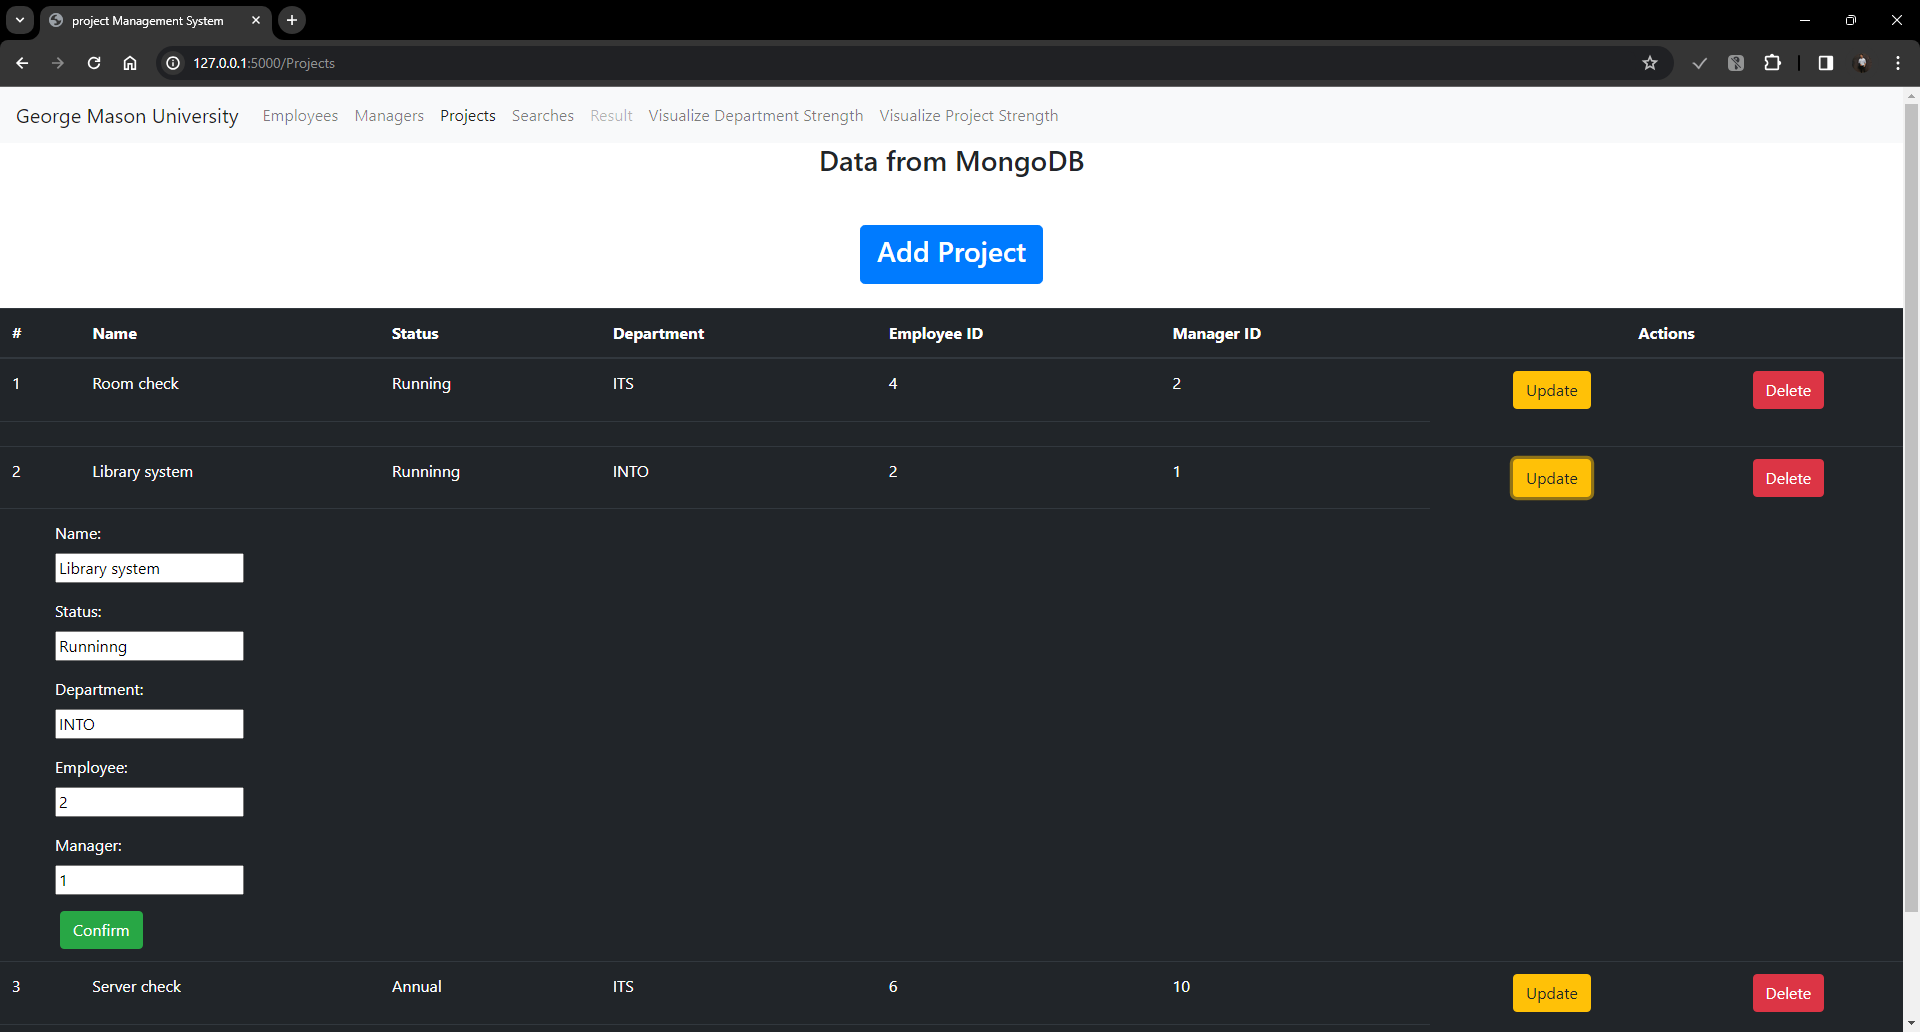 project Management System
127.0.0.1:5000/Projects
George Mason University Employees Managers Projects Searches Result Visualize Department Strength Visualize Project Strength
Data from MongoDB
Add Project
# Name Status Department Employee ID Manager ID Actions
1 Room check Running ITS 4 2 Update Delete
2 Library system Runninng INTO 2 1 Update Delete
Name:
Library system
Status:
Runninng
Department:
INTO
Employee:
2
Manager:
1
Confirm
3 Server check Annual ITS 6 10 Update Delete